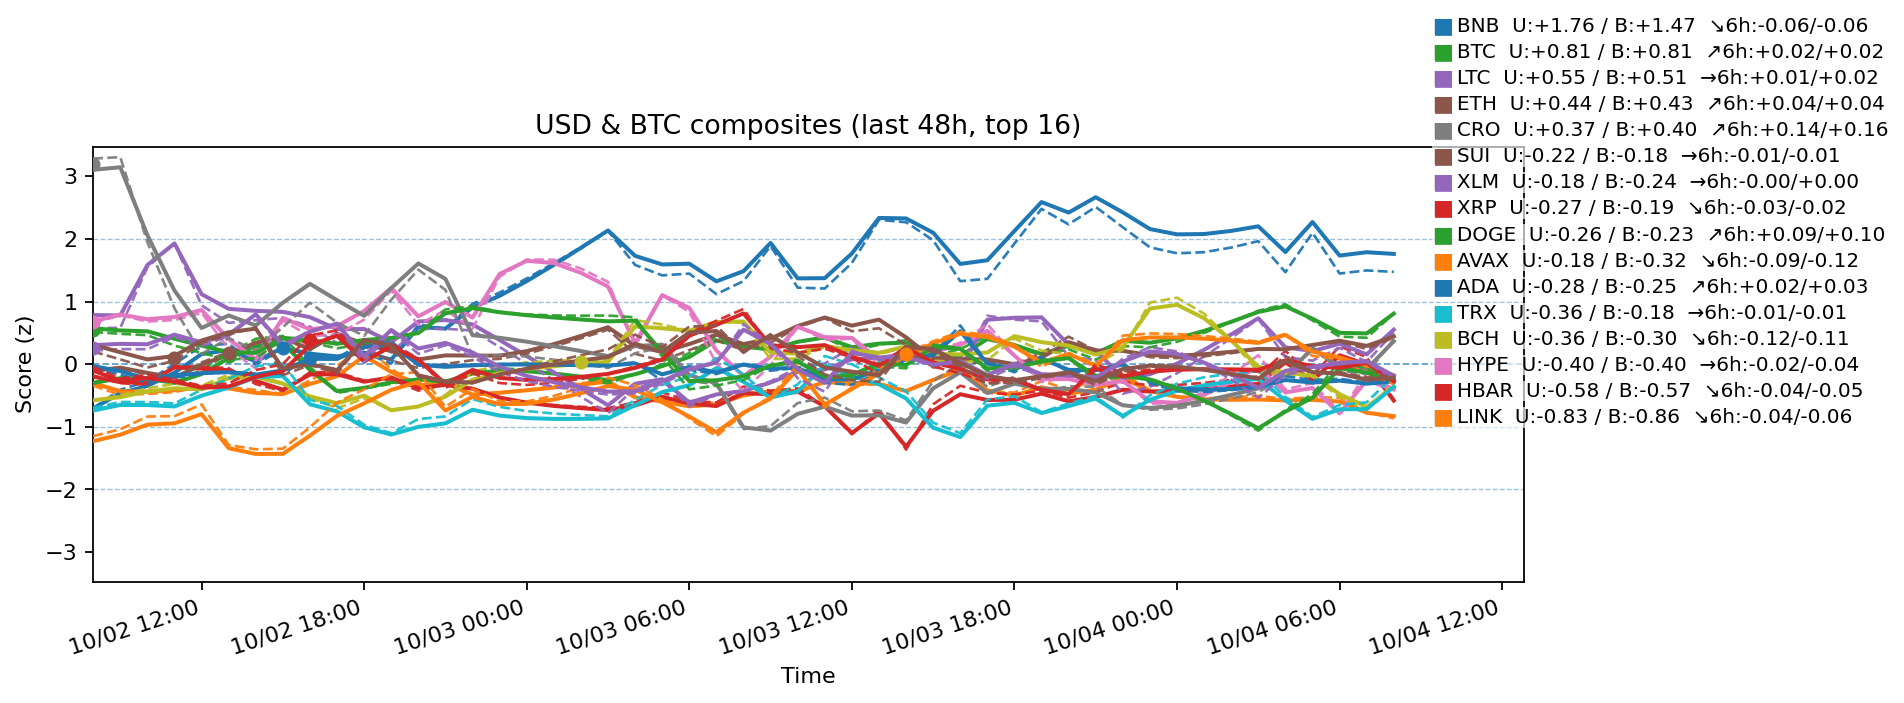 BNB  U:+1.76 / B:+1.47  ↘6h:-0.06/-0.06
BTC  U:+0.81 / B:+0.81  ↗6h:+0.02/+0.02
LTC  U:+0.55 / B:+0.51  →6h:+0.01/+0.02
ETH  U:+0.44 / B:+0.43  ↗6h:+0.04/+0.04
CRO  U:+0.37 / B:+0.40  ↗6h:+0.14/+0.16
SUI  U:-0.22 / B:-0.18  →6h:-0.01/-0.01
XLM  U:-0.18 / B:-0.24  →6h:-0.00/+0.00
XRP  U:-0.27 / B:-0.19  ↘6h:-0.03/-0.02
DOGE  U:-0.26 / B:-0.23  ↗6h:+0.09/+0.10
AVAX  U:-0.18 / B:-0.32  ↘6h:-0.09/-0.12
ADA  U:-0.28 / B:-0.25  ↗6h:+0.02/+0.03
TRX  U:-0.36 / B:-0.18  →6h:-0.01/-0.01
BCH  U:-0.36 / B:-0.30  ↘6h:-0.12/-0.11
HYPE  U:-0.40 / B:-0.40  →6h:-0.02/-0.04
HBAR  U:-0.58 / B:-0.57  ↘6h:-0.04/-0.05
LINK  U:-0.83 / B:-0.86  ↘6h:-0.04/-0.06
USD & BTC composites (last 48h, top 16)
Score (z)
3
2
1
0
−1
−2
−3
10/02 12:00
10/02 18:00
10/03 00:00
10/03 06:00
10/03 12:00
10/03 18:00
10/04 00:00
10/04 06:00
10/04 12:00
Time